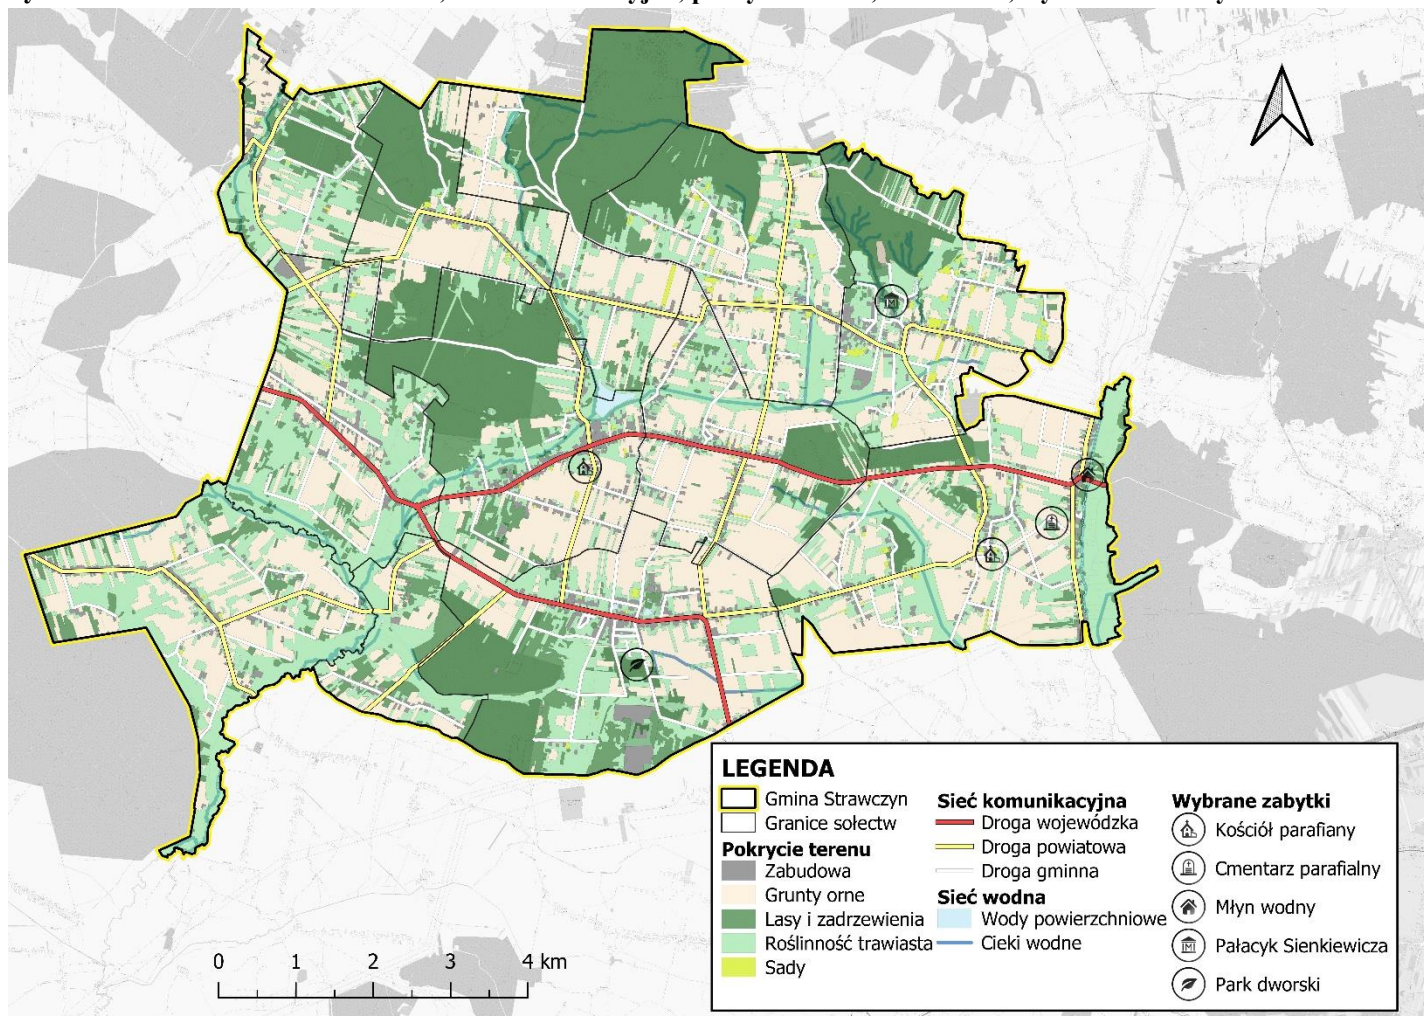 LEGENDA
Gmina Strawczyn
Granice sołectw
Pokrycie terenu
Zabudowa
Grunty orne
Lasy i zadrzewienia
Roślinność trawiasta
Sady
Sieć komunikacyjna
Droga wojewódzka
Droga powiatowa
Droga gminna
Sieć wodna
Wody powierzchniowe
Cieki wodne
Wybrane zabytki
Kościół parafiany
Cmentarz parafialny
Młyn wodny
Pałacyk Sienkiewicza
Park dworski
0 1 2 3 4 km